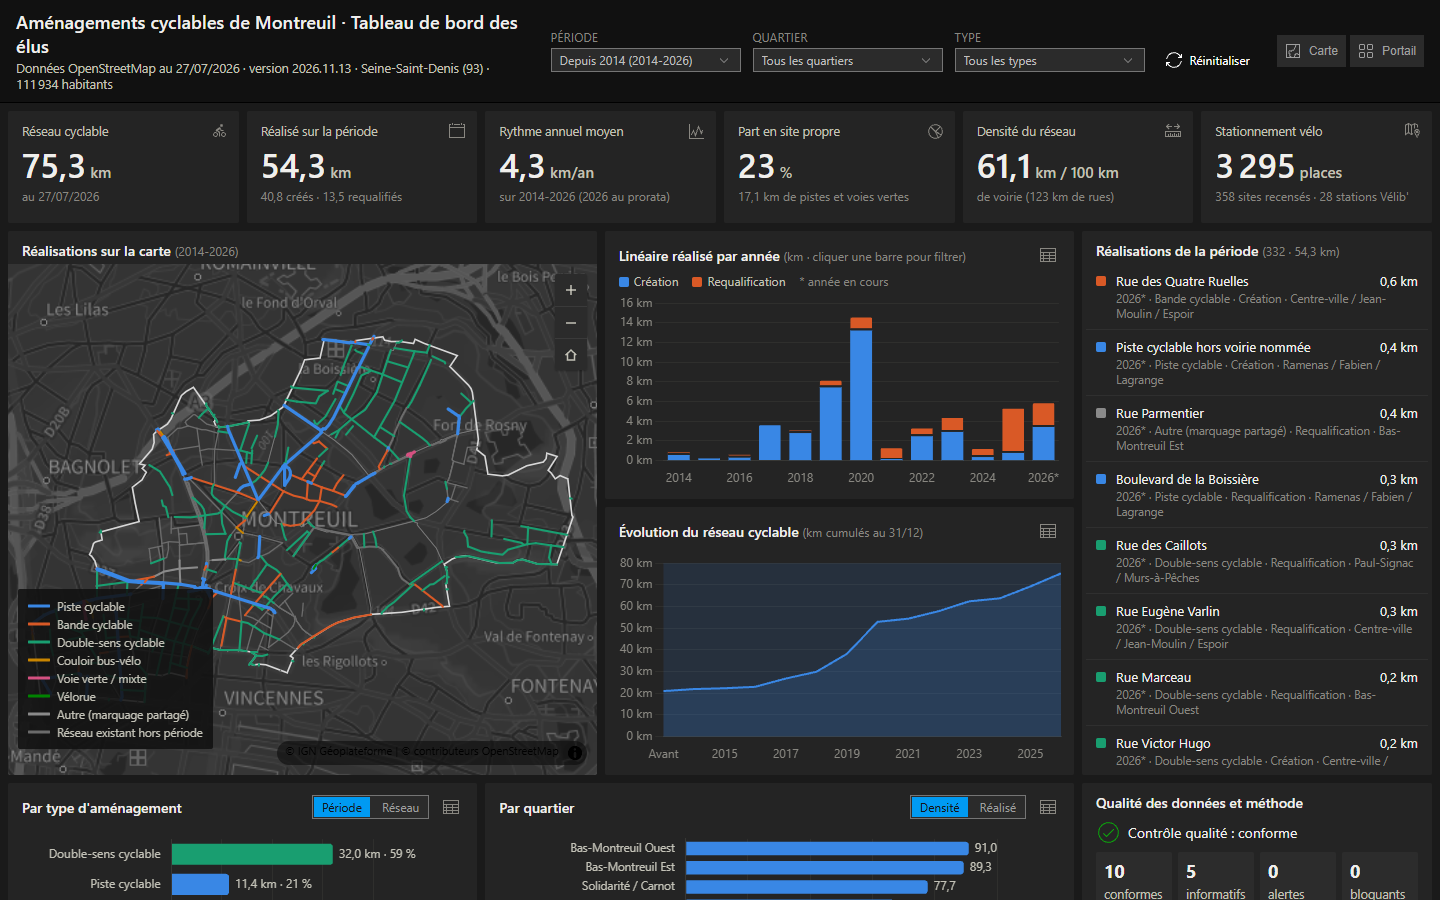 Aménagements cyclables de Montreuil · Tableau de bord des
élus
Données OpenStreetMap au 27/07/2026 · version 2026.11.13 · Seine-Saint-Denis (93) ·
111 934 habitants
PÉRIODE
Depuis 2014 (2014-2026)
QUARTIER
Tous les quartiers
TYPE
Tous les types
Réinitialiser
Carte
Portail
Réseau cyclable
75,3 km
au 27/07/2026
Réalisé sur la période
54,3 km
40,8 créés · 13,5 requalifiés
Rythme annuel moyen
4,3 km/an
sur 2014-2026 (2026 au prorata)
Part en site propre
23 %
17,1 km de pistes et voies vertes
Densité du réseau
61,1 km / 100 km
de voirie (123 km de rues)
Stationnement vélo
3 295 places
358 sites recensés · 28 stations Vélib'
Réalisations sur la carte (2014-2026)
ROMAINVILLE
le Bois Pe
Les Lilas
le Fond d'Orval
la Boissière
D20B
Fort de Rosny
BAGNOLET
D38
MONTREUIL
Croix de Chavaux
Val de Fontenay
les Rigollots
FONTENAY
VINCENNES
Mandé
+
−
Piste cyclable
Bande cyclable
Double-sens cyclable
Couloir bus-vélo
Voie verte / mixte
Vélorue
Autre (marquage partagé)
Réseau existant hors période
© IGN Géoplateforme | © contributeurs OpenStreetMap
Linéaire réalisé par année (km · cliquer une barre pour filtrer)
Création
Requalification
* année en cours
16 km
14 km
12 km
10 km
8 km
6 km
4 km
2 km
0 km
2014
2016
2018
2020
2022
2024
2026*
Évolution du réseau cyclable (km cumulés au 31/12)
80 km
70 km
60 km
50 km
40 km
30 km
20 km
10 km
0 km
Avant
2015
2017
2019
2021
2023
2025
Réalisations de la période (332 · 54,3 km)
Rue des Quatre Ruelles 0,6 km
2026* · Bande cyclable · Création · Centre-ville / Jean-
Moulin / Espoir
Piste cyclable hors voirie nommée 0,4 km
2026* · Piste cyclable · Création · Ramenas / Fabien /
Lagrange
Rue Parmentier 0,4 km
2026* · Autre (marquage partagé) · Requalification · Bas-
Montreuil Est
Boulevard de la Boissière 0,3 km
2026* · Piste cyclable · Requalification · Ramenas / Fabien /
Lagrange
Rue des Caillots 0,3 km
2026* · Double-sens cyclable · Requalification · Paul-Signac
/ Murs-à-Pêches
Rue Eugène Varlin 0,3 km
2026* · Double-sens cyclable · Requalification · Centre-ville
/ Jean-Moulin / Espoir
Rue Marceau 0,2 km
2026* · Double-sens cyclable · Requalification · Bas-
Montreuil Ouest
Rue Victor Hugo 0,2 km
2026* · Double-sens cyclable · Création · Centre-ville /
Par type d'aménagement
Période
Réseau
Double-sens cyclable 32,0 km · 59 %
Piste cyclable 11,4 km · 21 %
Par quartier
Densité
Réalisé
Bas-Montreuil Ouest 91,0
Bas-Montreuil Est 89,3
Solidarité / Carnot 77,7
Qualité des données et méthode
Contrôle qualité : conforme
10
conformes
5
informatifs
0
alertes
0
bloquants